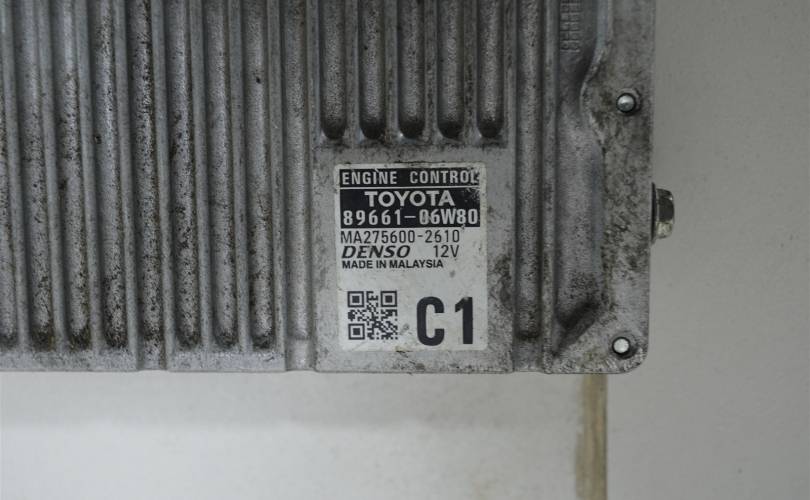 ENGINE CONTROL
TOYOTA
89661-06W80
MA275600-2610
DENSO 12V
MADE IN MALAYSIA
C1